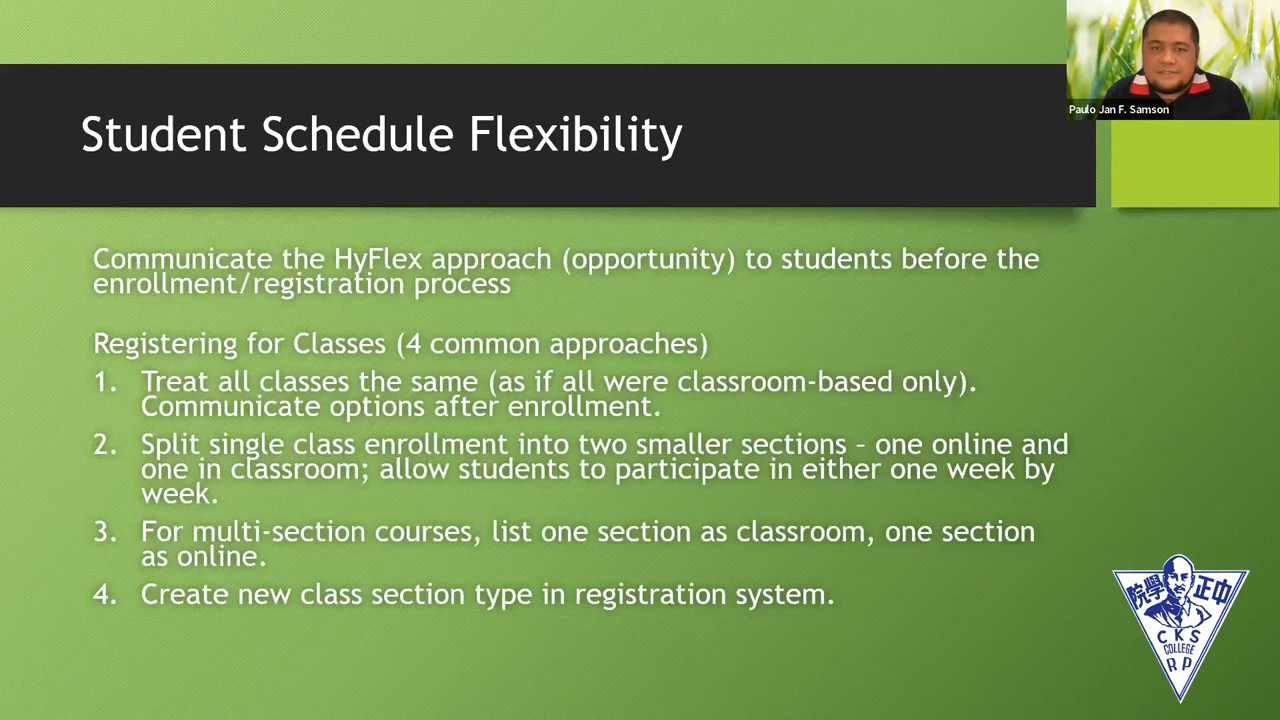 Paulo Jan F. Samson
Student Schedule Flexibility
Communicate the HyFlex approach (opportunity) to students before the
enrollment/registration process
Registering for Classes (4 common approaches)
1. Treat all classes the same (as if all were classroom-based only).
Communicate options after enrollment.
2. Split single class enrollment into two smaller sections – one online and
one in classroom; allow students to participate in either one week by
week.
3. For multi-section courses, list one section as classroom, one section
as online.
4. Create new class section type in registration system.
院學 正中
CKS
COLLEGE
RP